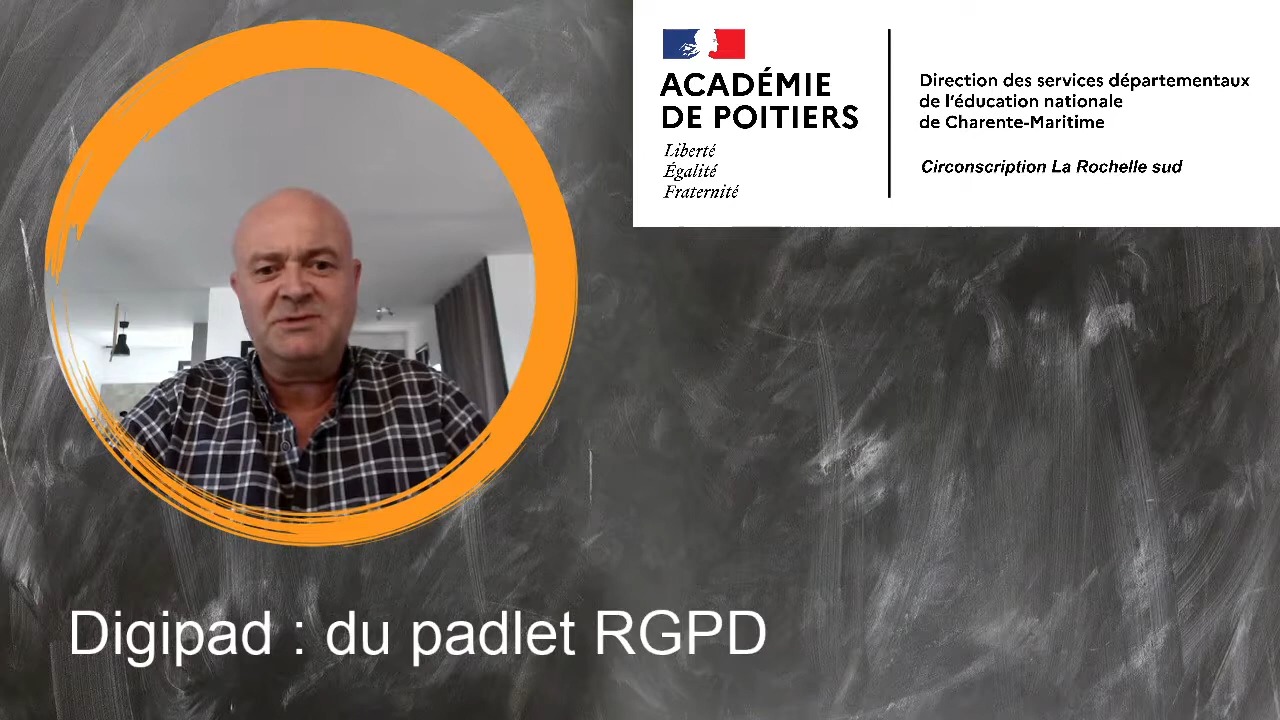 ACADÉMIE
DE POITIERS
Liberté
Égalité
Fraternité
Direction des services départementaux
de l'éducation nationale
de Charente-Maritime
Circonscription La Rochelle sud
Digipad : du padlet RGPD